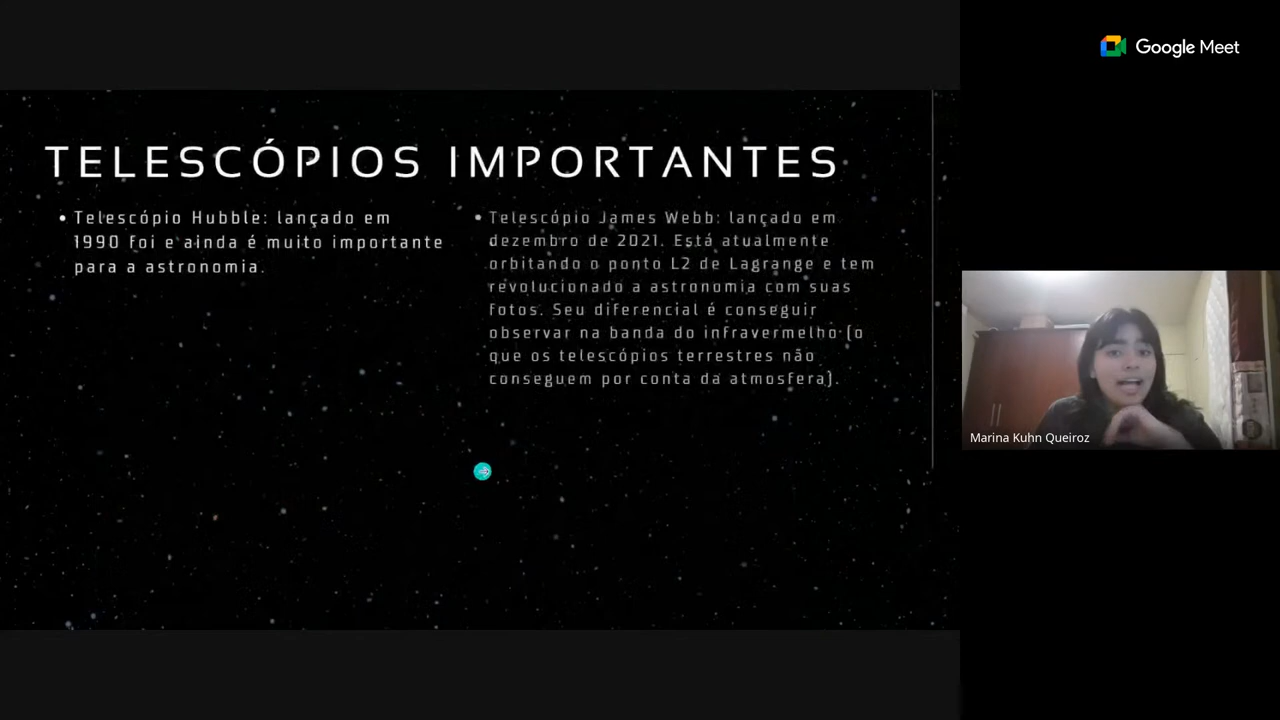 Google Meet
TELESCÓPIOS IMPORTANTES
• Telescópio Hubble: lançado em
1990 foi e ainda é muito importante
para a astronomia.
• Telescópio James Webb: lançado em
dezembro de 2021. Está atualmente
orbitando o ponto L2 de Lagrange e tem
revolucionado a astronomia com suas
fotos. Seu diferencial é conseguir
observar na banda do infravermelho (o
que os telescópios terrestres não
conseguem por conta da atmosfera).
Marina Kuhn Queiroz